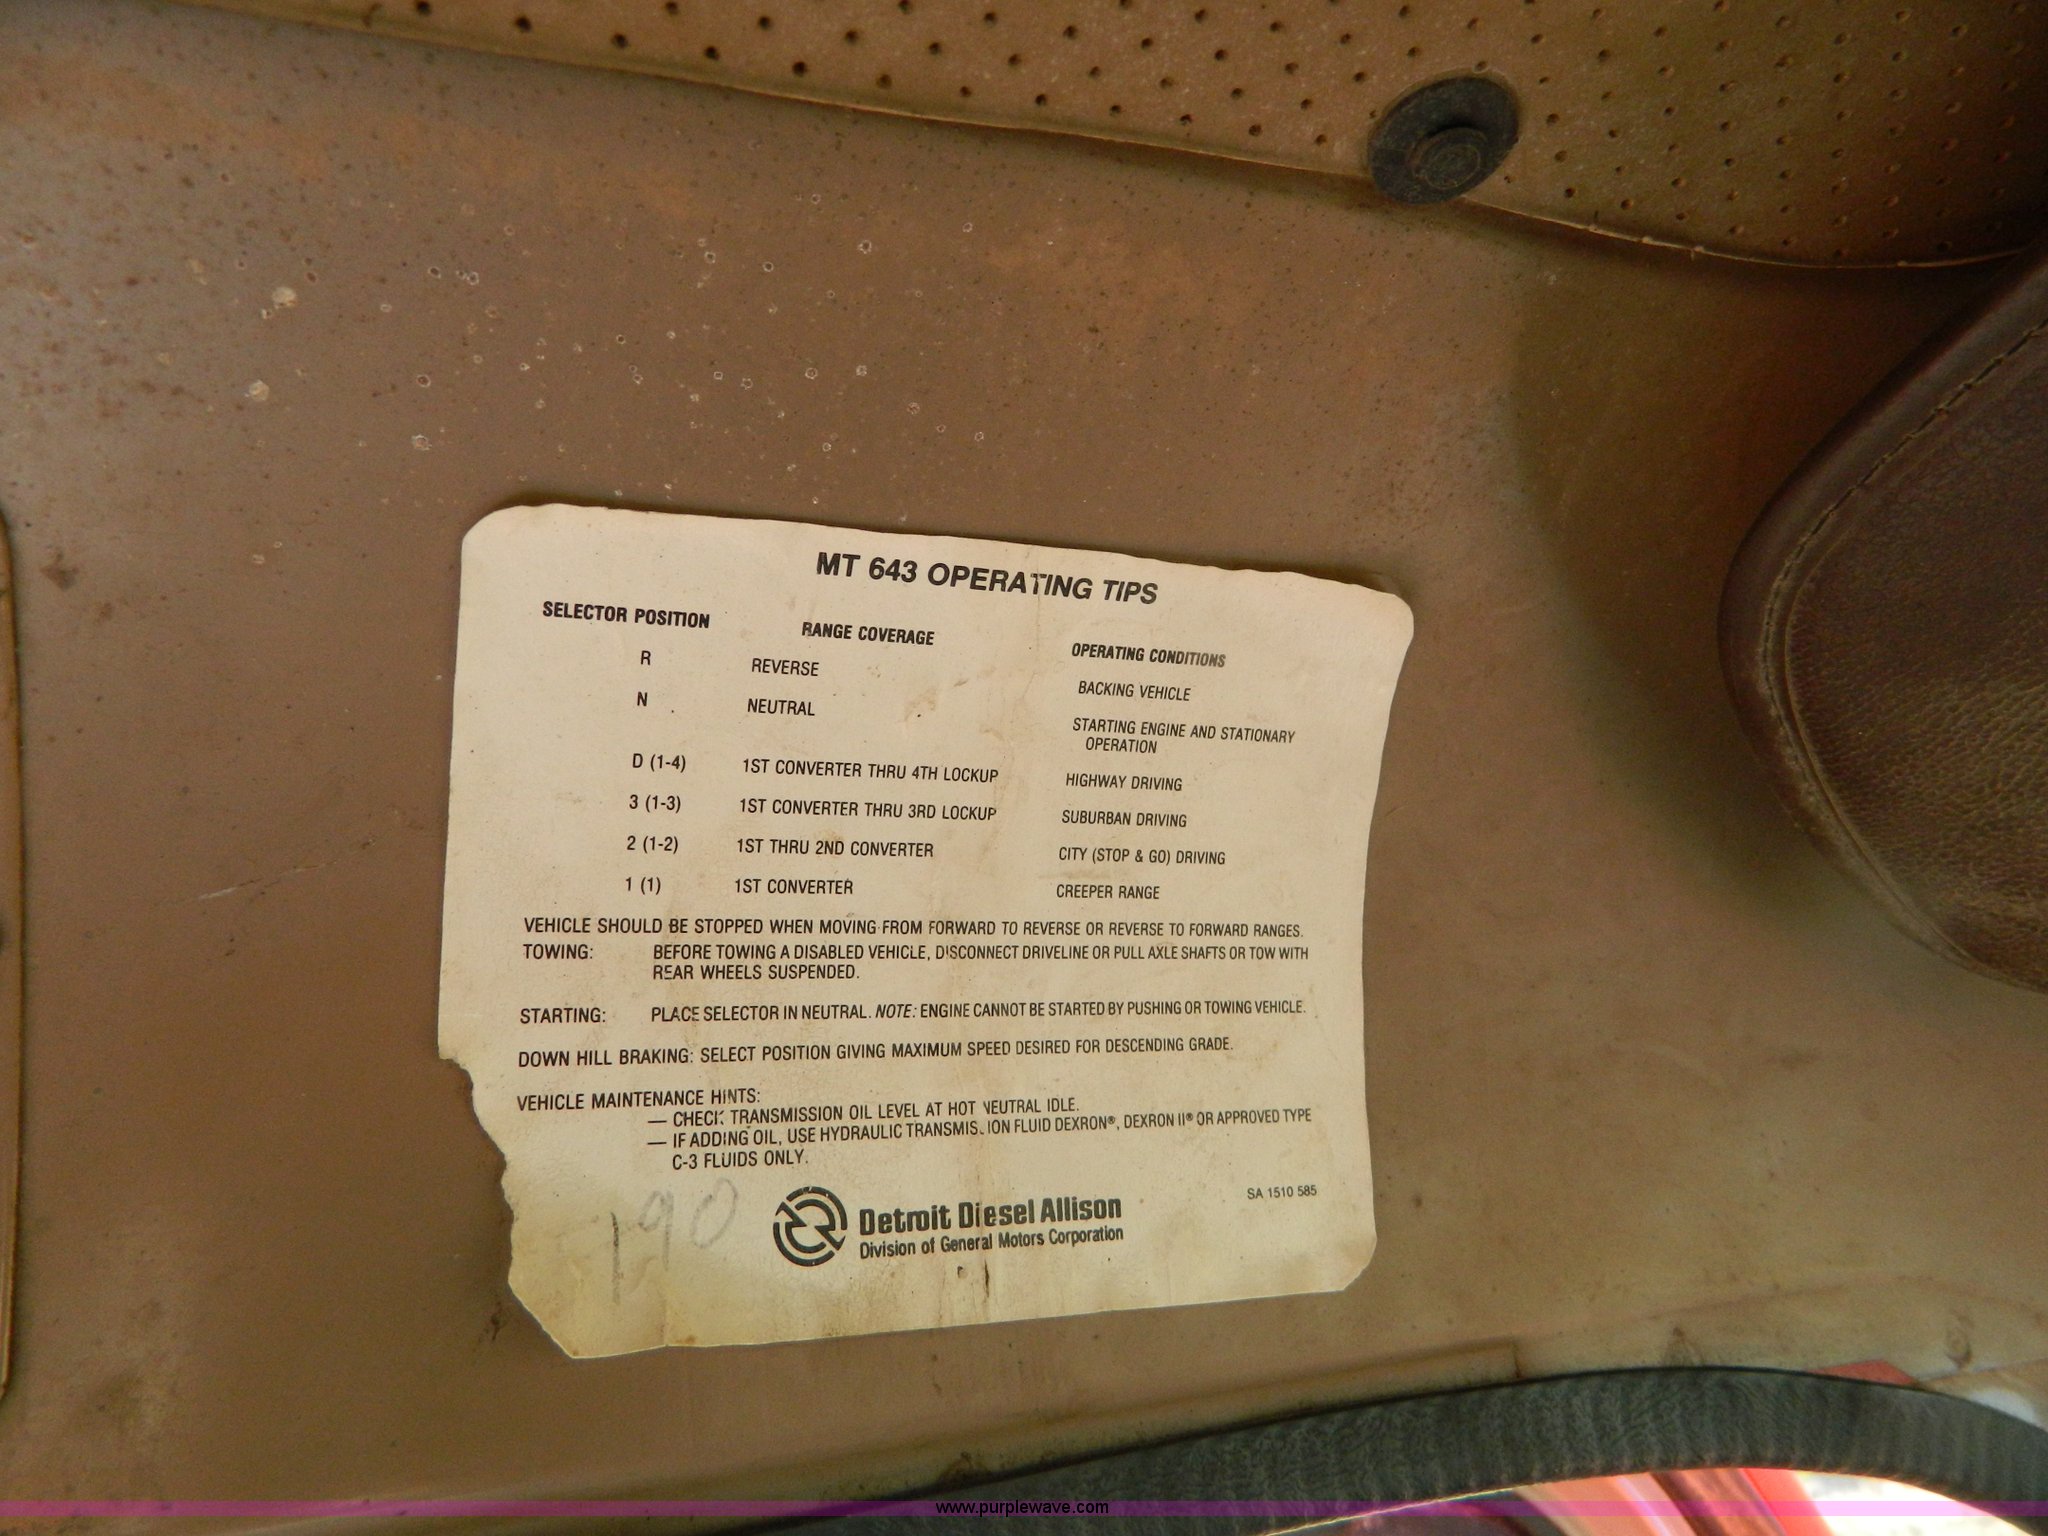 MT 643 OPERATING TIPS
SELECTOR POSITION RANGE COVERAGE OPERATING CONDITIONS
R REVERSE BACKING VEHICLE
N NEUTRAL STARTING ENGINE AND STATIONARY
OPERATION
D (1-4) 1ST CONVERTER THRU 4TH LOCKUP HIGHWAY DRIVING
3 (1-3) 1ST CONVERTER THRU 3RD LOCKUP SUBURBAN DRIVING
2 (1-2) 1ST THRU 2ND CONVERTER CITY (STOP & GO) DRIVING
1 (1) 1ST CONVERTER CREEPER RANGE
VEHICLE SHOULD BE STOPPED WHEN MOVING FROM FORWARD TO REVERSE OR REVERSE TO FORWARD RANGES.
TOWING: BEFORE TOWING A DISABLED VEHICLE, DISCONNECT DRIVELINE OR PULL AXLE SHAFTS OR TOW WITH
REAR WHEELS SUSPENDED.
STARTING: PLACE SELECTOR IN NEUTRAL. NOTE: ENGINE CANNOT BE STARTED BY PUSHING OR TOWING VEHICLE.
DOWN HILL BRAKING: SELECT POSITION GIVING MAXIMUM SPEED DESIRED FOR DESCENDING GRADE.
VEHICLE MAINTENANCE HINTS:
— CHECK TRANSMISSION OIL LEVEL AT HOT NEUTRAL IDLE.
— IF ADDING OIL, USE HYDRAULIC TRANSMISSION FLUID DEXRON®, DEXRON II® OR APPROVED TYPE
C-3 FLUIDS ONLY.
190
Detroit Diesel Allison
Division of General Motors Corporation
SA 1510 585
www.purplewave.com